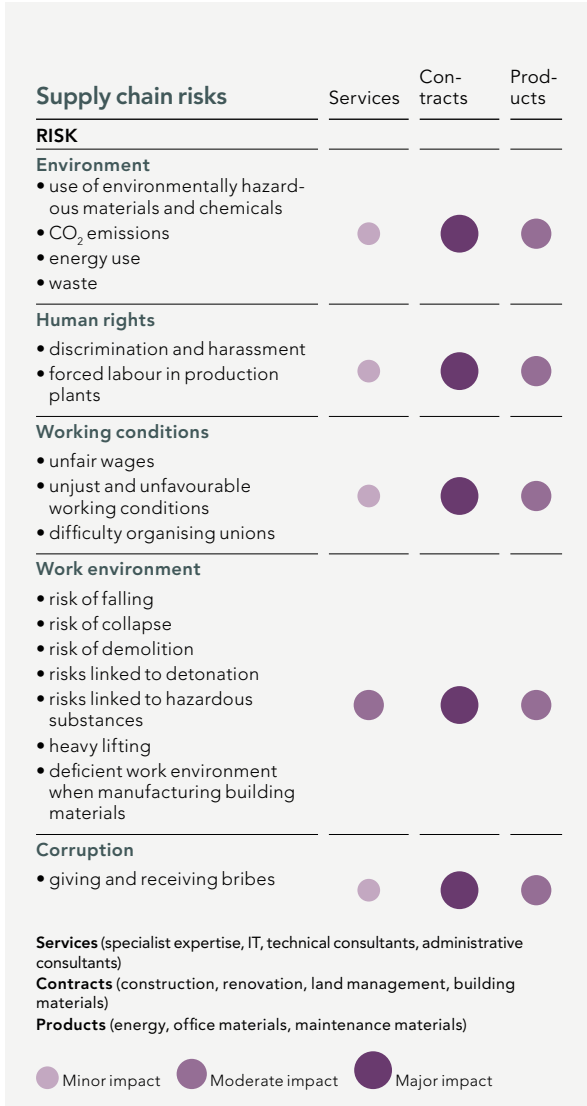 Supply chain risks
Services
Con-
tracts
Prod-
ucts
RISK
Environment
• use of environmentally hazard-
ous materials and chemicals
• CO2 emissions
• energy use
• waste
Human rights
• discrimination and harassment
• forced labour in production
plants
Working conditions
• unfair wages
• unjust and unfavourable
working conditions
• difficulty organising unions
Work environment
• risk of falling
• risk of collapse
• risk of demolition
• risks linked to detonation
• risks linked to hazardous
substances
• heavy lifting
• deficient work environment
when manufacturing building
materials
Corruption
• giving and receiving bribes
Services (specialist expertise, IT, technical consultants, administrative
consultants)
Contracts (construction, renovation, land management, building
materials)
Products (energy, office materials, maintenance materials)
Minor impact Moderate impact Major impact